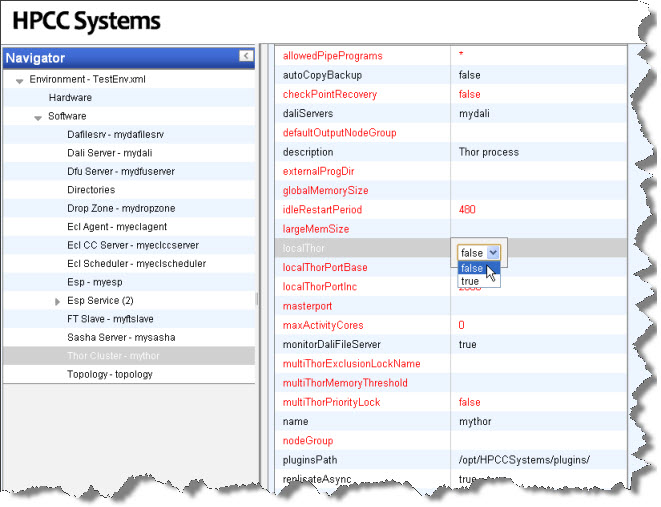 HPCC Systems
Navigator
Environment - TestEnv.xml
Hardware
Software
Dafilesrv - mydafilesrv
Dali Server - mydali
Dfu Server - mydfuserver
Directories
Drop Zone - mydropzone
Ecl Agent - myeclagent
Ecl CC Server - myeclccserver
Ecl Scheduler - myeclscheduler
Esp - myesp
Esp Service (2)
FT Slave - myftslave
Sasha Server - mysasha
Thor Cluster - mythor
Topology - topology
allowedPipePrograms *
autoCopyBackup false
checkPointRecovery false
daliServers mydali
defaultOutputNodeGroup
description Thor process
externalProgDir
globalMemorySize
idleRestartPeriod 480
largeMemSize
localThor false
false
true
localThorPortBase
localThorPortInc
masterport
maxActivityCores 0
monitorDaliFileServer true
multiThorExclusionLockName
multiThorMemoryThreshold
multiThorPriorityLock false
name mythor
nodeGroup
pluginsPath /opt/HPCCSystems/plugins/
replicateAsync true